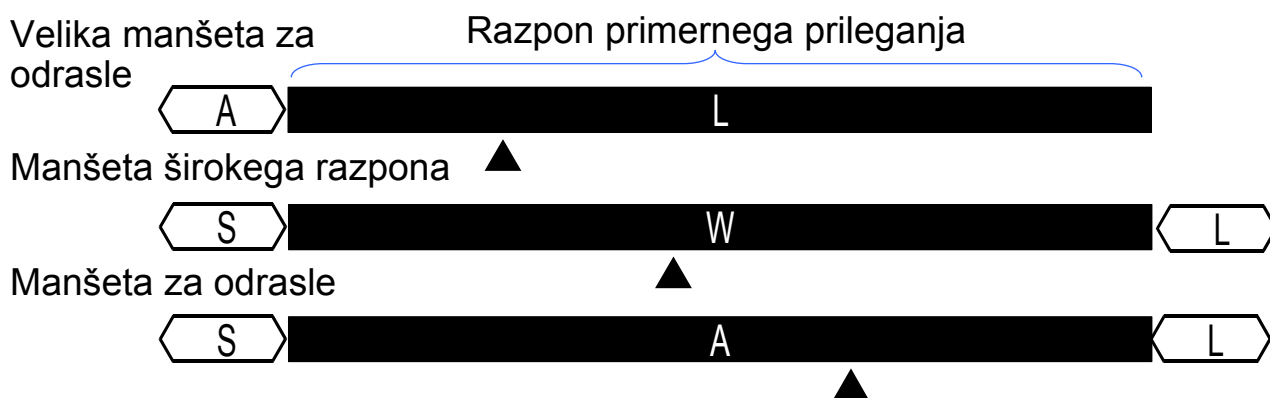 Velika manšeta za
odrasle
Razpon primernega prileganja
A
L
Manšeta širokega razpona
S
W
L
Manšeta za odrasle
S
A
L